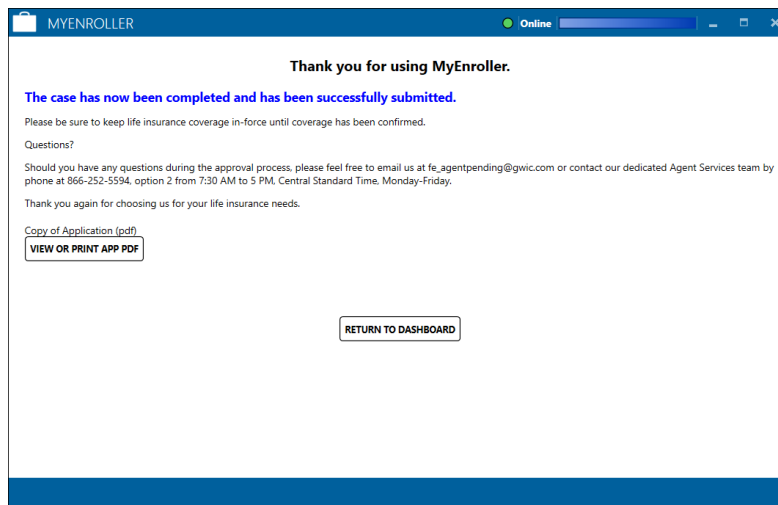 MYENROLLER
Online
Thank you for using MyEnroller.
The case has now been completed and has been successfully submitted.
Please be sure to keep life insurance coverage in-force until coverage has been confirmed.
Questions?
Should you have any questions during the approval process, please feel free to email us at fe_agentpending@gwic.com or contact our dedicated Agent Services team by
phone at 866-252-5594, option 2 from 7:30 AM to 5 PM, Central Standard Time, Monday-Friday.
Thank you again for choosing us for your life insurance needs.
Copy of Application (pdf)
VIEW OR PRINT APP PDF
RETURN TO DASHBOARD